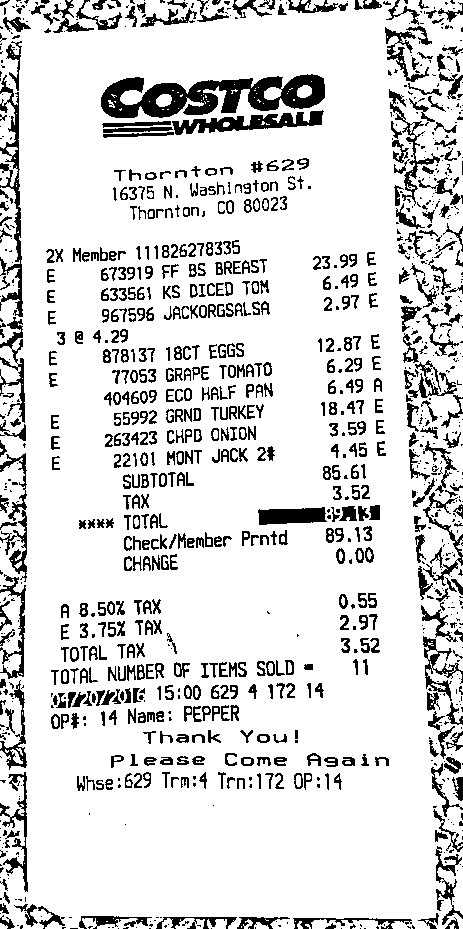 COSTCO
WHOLESALE
Thornton #629
16375 N. Washington St.
Thornton, CO 80023
2X Member 111826278335
E 673919 FF BS BREAST 23.99 E
E 633561 KS DICED TOM 6.49 E
E 967596 JACKORGSALSA 2.97 E
3 @ 4.29
E 878137 18CT EGGS 12.87 E
E 77053 GRAPE TOMATO 6.29 E
404609 ECO HALF PAN 6.49 A
E 55992 GRND TURKEY 18.47 E
E 263423 CHPD ONION 3.59 E
E 22101 MONT JACK 2# 4.45 E
SUBTOTAL 85.61
TAX 3.52
**** TOTAL 89.13
Check/Member Prntd 89.13
CHANGE 0.00
A 8.50% TAX 0.55
E 3.75% TAX 2.97
TOTAL TAX 3.52
TOTAL NUMBER OF ITEMS SOLD = 11
04/20/2016 15:00 629 4 172 14
OP#: 14 Name: PEPPER
Thank You!
Please Come Again
Whse:629 Trm:4 Trn:172 OP:14